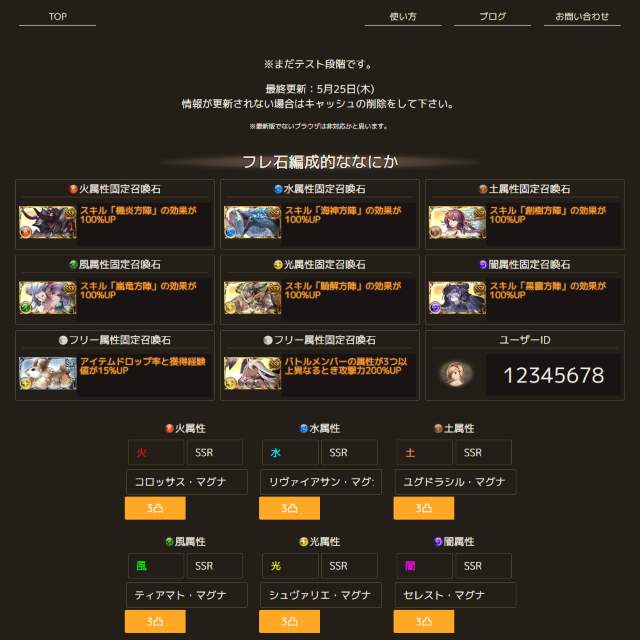 TOP
使い方
ブログ
お問い合わせ
※まだテスト段階です。
最終更新：5月25日(木)
情報が更新されない場合はキャッシュの削除をして下さい。
※最新版でないブラウザは非対応かと思います。
フレ石編成的ななにか
火属性固定召喚石
水属性固定召喚石
土属性固定召喚石
スキル「機炎方陣」の効果が
100%UP
スキル「海神方陣」の効果が
100%UP
スキル「創樹方陣」の効果が
100%UP
風属性固定召喚石
光属性固定召喚石
闇属性固定召喚石
スキル「嵐竜方陣」の効果が
100%UP
スキル「騎解方陣」の効果が
100%UP
スキル「黒霧方陣」の効果が
100%UP
フリー属性固定召喚石
フリー属性固定召喚石
ユーザーID
アイテムドロップ率と獲得経験
値が15%UP
バトルメンバーの属性が3つ以
上異なるとき攻撃力200%UP
12345678
火属性
水属性
土属性
火 SSR
水 SSR
土 SSR
コロッサス・マグナ
リヴァイアサン・マグナ
ユグドラシル・マグナ
3凸
3凸
3凸
風属性
光属性
闇属性
風 SSR
光 SSR
闇 SSR
ティアマト・マグナ
シュヴァリエ・マグナ
セレスト・マグナ
3凸
3凸
3凸